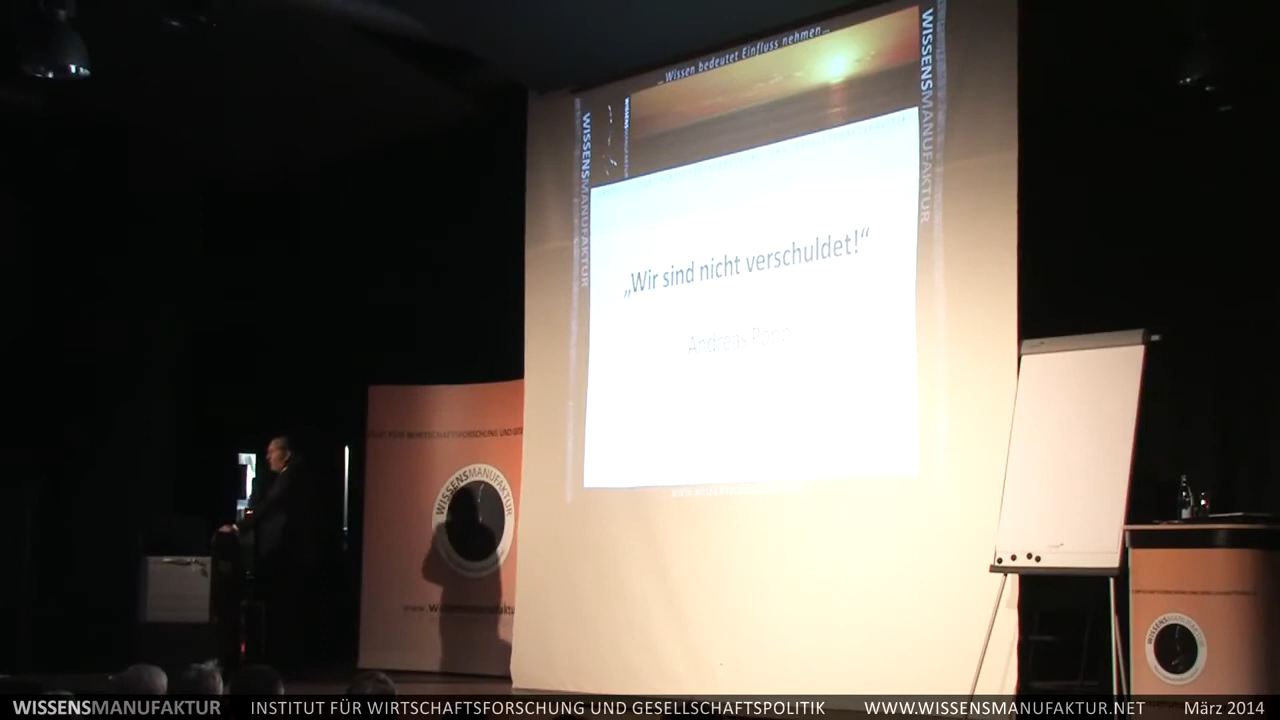 ... Wissen bedeutet Einfluss nehmen ...
WISSENSMANUFAKTUR
WISSENSMANUFAKTUR
„Wir sind nicht verschuldet!“
Andreas Popp
WISSENSMANUFAKTUR
WISSENSMANUFAKTUR
WISSENSMANUFAKTUR INSTITUT FÜR WIRTSCHAFTSFORSCHUNG UND GESELLSCHAFTSPOLITIK WWW.WISSENSMANUFAKTUR.NET März 2014